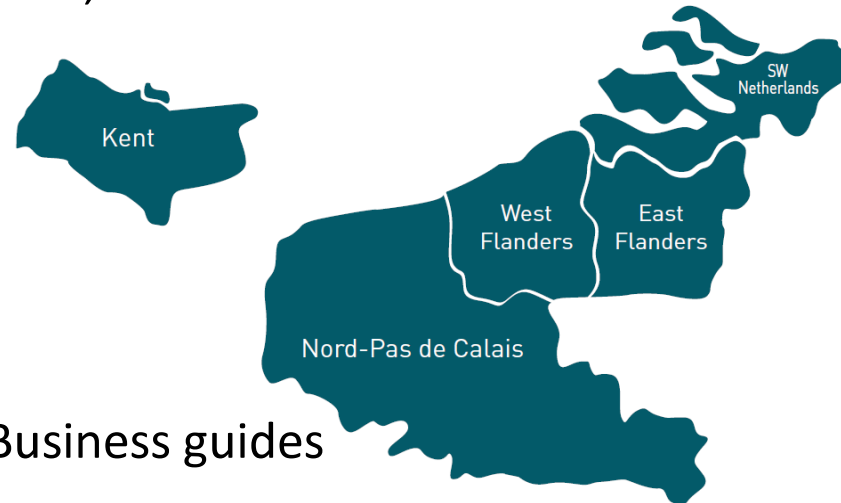 SW
Netherlands
Kent
West
Flanders
East
Flanders
Nord-Pas de Calais
Business guides